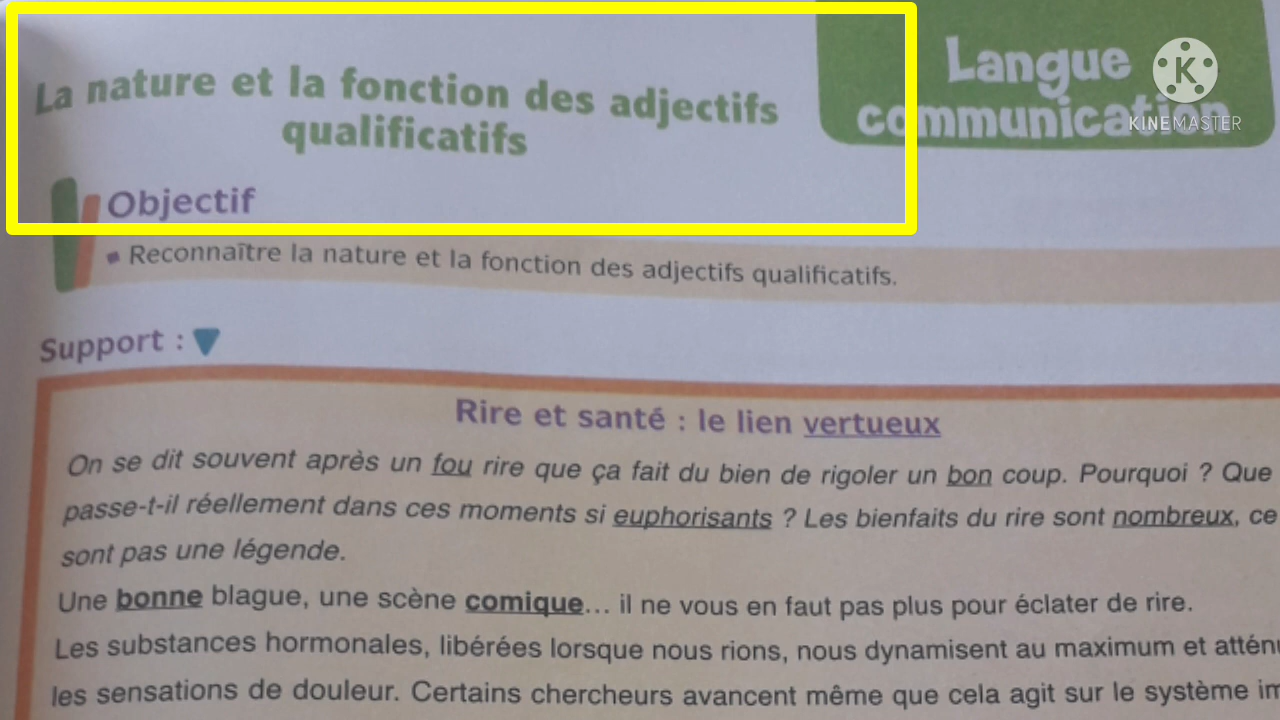 La nature et la fonction des adjectifs
qualificatifs
Langue
communication
KINEMASTER
Objectif
Reconnaître la nature et la fonction des adjectifs qualificatifs.
Support :
Rire et santé : le lien vertueux
On se dit souvent après un fou rire que ça fait du bien de rigoler un bon coup. Pourquoi ? Que
passe-t-il réellement dans ces moments si euphorisants ? Les bienfaits du rire sont nombreux, ce
sont pas une légende.
Une bonne blague, une scène comique... il ne vous en faut pas plus pour éclater de rire.
Les substances hormonales, libérées lorsque nous rions, nous dynamisent au maximum et
les sensations de douleur. Certains chercheurs avancent même que cela agit sur le système